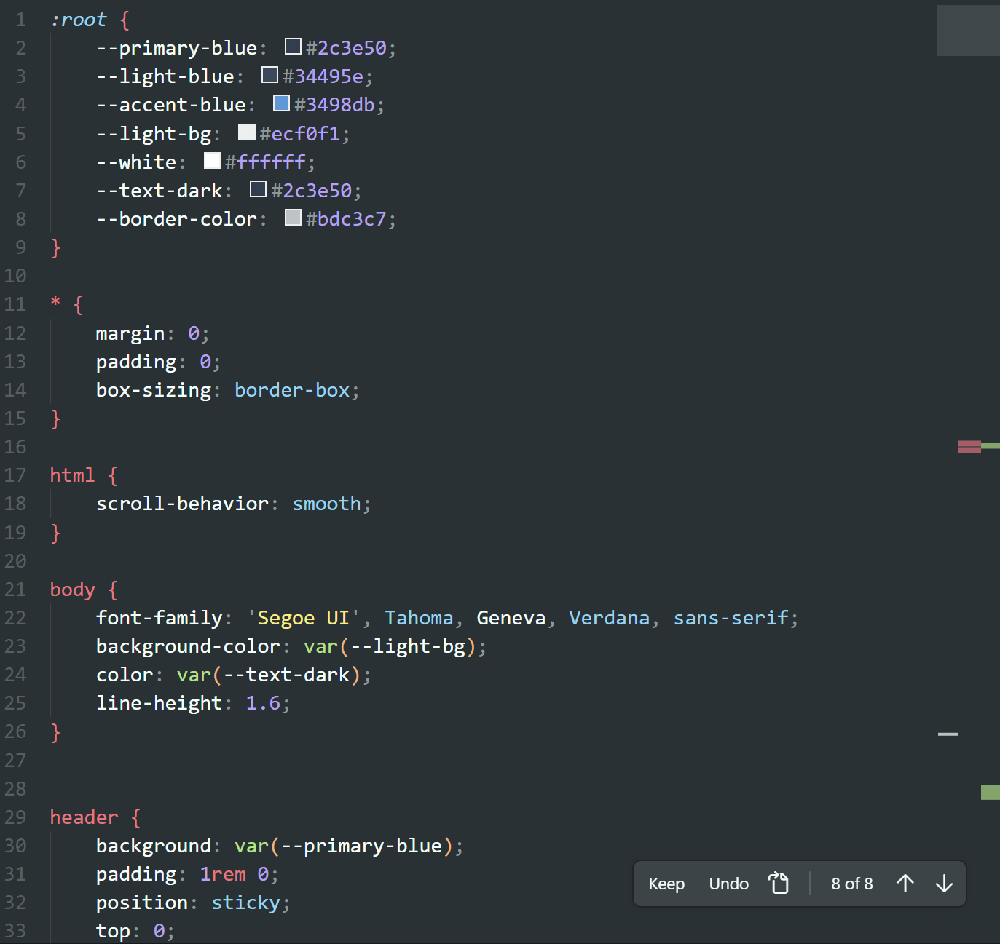 1 :root {
2     --primary-blue: #2c3e50;
3     --light-blue: #34495e;
4     --accent-blue: #3498db;
5     --light-bg: #ecf0f1;
6     --white: #ffffff;
7     --text-dark: #2c3e50;
8     --border-color: #bdc3c7;
9 }
10
11 * {
12     margin: 0;
13     padding: 0;
14     box-sizing: border-box;
15 }
16
17 html {
18     scroll-behavior: smooth;
19 }
20
21 body {
22     font-family: 'Segoe UI', Tahoma, Geneva, Verdana, sans-serif;
23     background-color: var(--light-bg);
24     color: var(--text-dark);
25     line-height: 1.6;
26 }
27
28
29 header {
30     background: var(--primary-blue);
31     padding: 1rem 0;
32     position: sticky;
33     top: 0;
Keep Undo 8 of 8